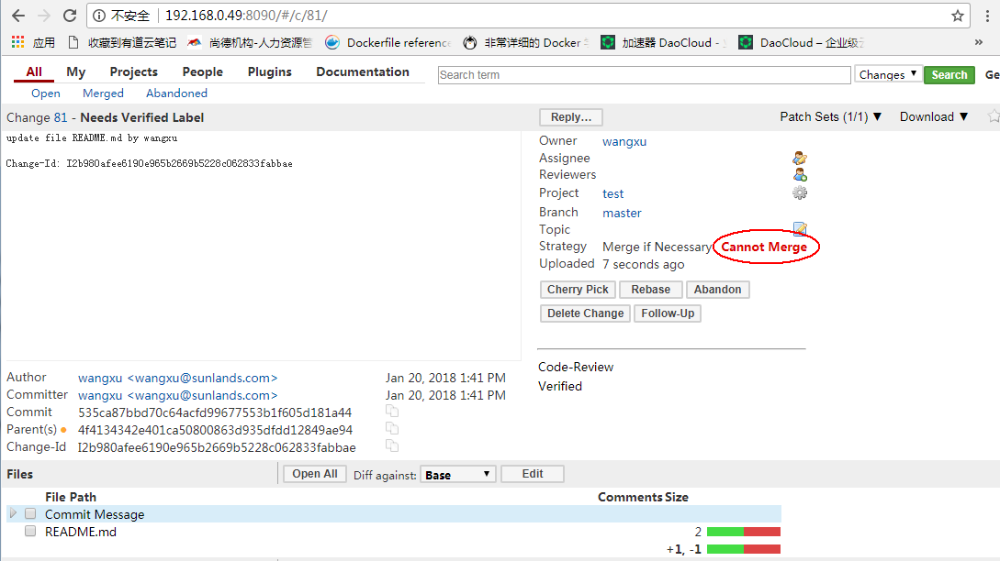 不安全 192.168.0.49:8090/#/c/81/
应用 收藏到有道云笔记 尚德机构-人力资源管 Dockerfile reference 非常详细的 Docker 加速器 DaoCloud - DaoCloud – 企业级云 »
All My Projects People Plugins Documentation Search term Changes ▼ Search Ge
Open Merged Abandoned
Change 81 - Needs Verified Label Reply… Patch Sets (1/1) ▼ Download ▼
update file README.md by wangxu
Change-Id: I2b980afee6190e965b2669b5228c062833fabbae
Owner wangxu
Assignee
Reviewers
Project test
Branch master
Topic
Strategy Merge if Necessary Cannot Merge
Uploaded 7 seconds ago
Cherry Pick Rebase Abandon
Delete Change Follow-Up
Code-Review
Verified
Author wangxu <wangxu@sunlands.com> Jan 20, 2018 1:41 PM
Committer wangxu <wangxu@sunlands.com> Jan 20, 2018 1:41 PM
Commit 535ca87bbd70c64acfd99677553b1f605d181a44
Parent(s) 4f4134342e401ca50800863d935dfdd12849ae94
Change-Id I2b980afee6190e965b2669b5228c062833fabbae
Files Open All Diff against: Base ▼ Edit
File Path Comments Size
Commit Message
README.md 2
+1, -1